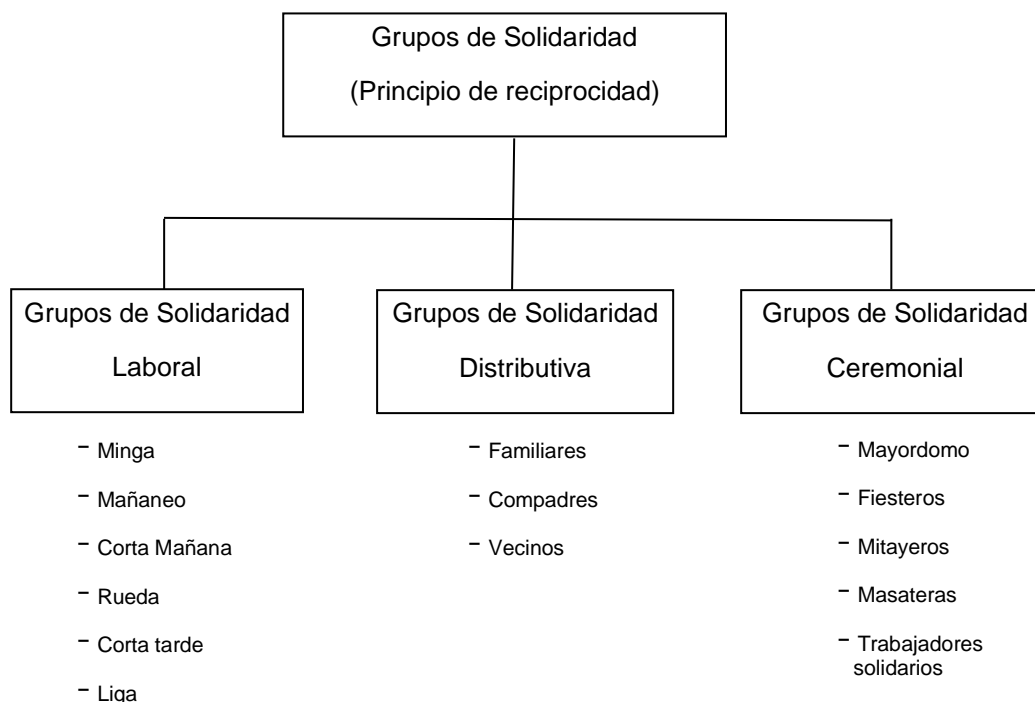 Grupos de Solidaridad
(Principio de reciprocidad)
Grupos de Solidaridad
Laboral
- Minga
- Mañaneo
- Corta Mañana
- Rueda
- Corta tarde
- Liga
Grupos de Solidaridad
Distributiva
- Familiares
- Compadres
- Vecinos
Grupos de Solidaridad
Ceremonial
- Mayordomo
- Fiesteros
- Mitayeros
- Masateras
- Trabajadores
solidarios